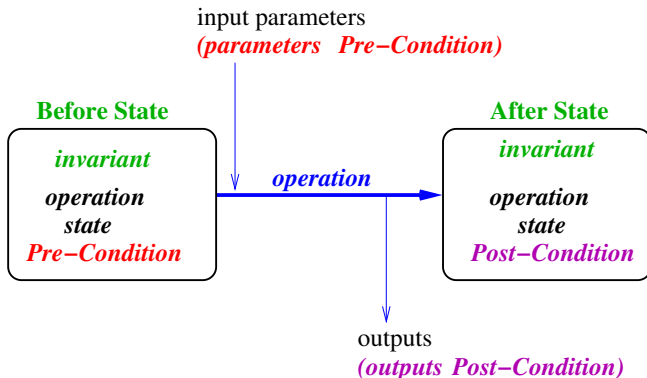 input parameters
(parameters Pre−Condition)
Before State
After State
invariant
operation
state
Pre−Condition
operation
invariant
operation
state
Post−Condition
outputs
(outputs Post−Condition)